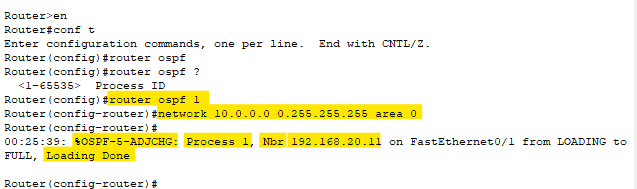 Router>en
Router#conf t
Enter configuration commands, one per line.  End with CNTL/Z.
Router(config)#router ospf
Router(config)#router ospf ?
  <1-65535>  Process ID
Router(config)#router ospf 1
Router(config-router)#network 10.0.0.0 0.255.255.255 area 0
Router(config-router)#
00:25:39: %OSPF-5-ADJCHG: Process 1, Nbr 192.168.20.11 on FastEthernet0/1 from LOADING to
FULL, Loading Done
Router(config-router)#